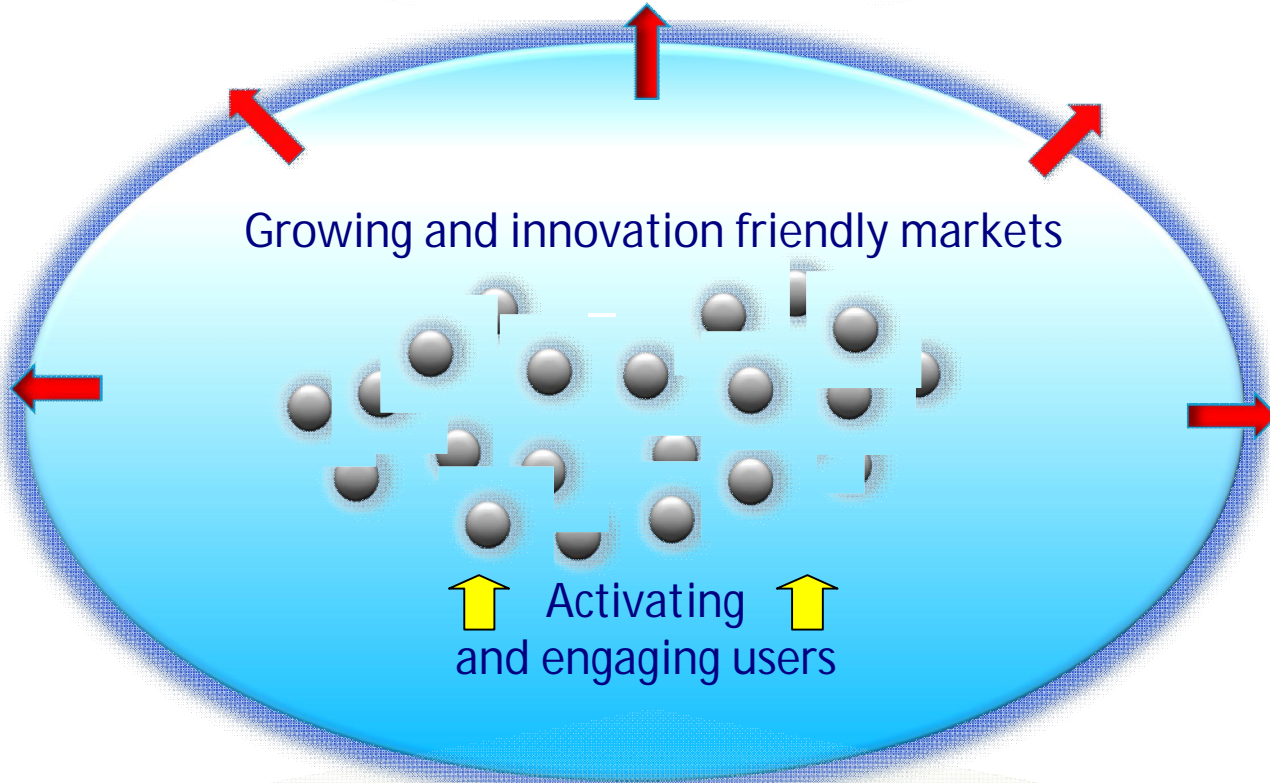 Growing and innovation friendly markets
Activating
and engaging users